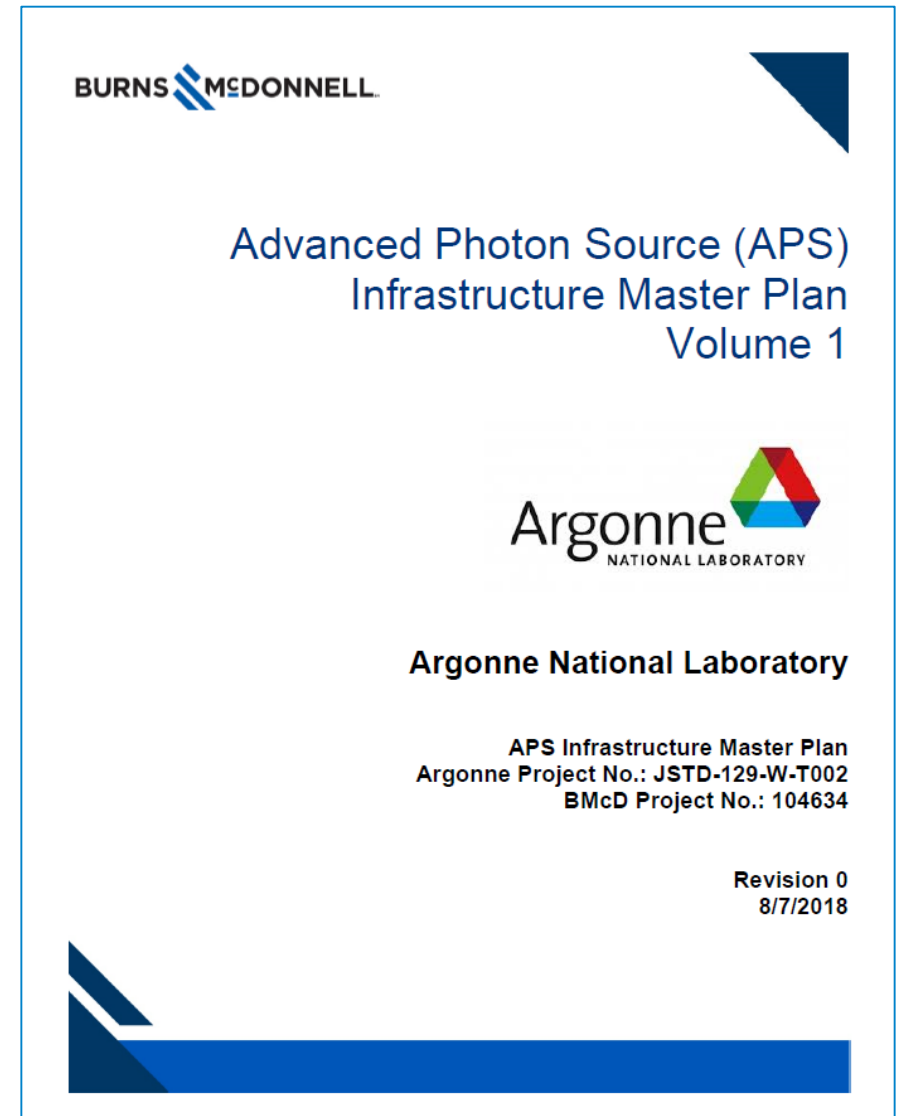 BURNS McDONNELL.
Advanced Photon Source (APS)
Infrastructure Master Plan
Volume 1
Argonne
NATIONAL LABORATORY
Argonne National Laboratory
APS Infrastructure Master Plan
Argonne Project No.: JSTD-129-W-T002
BMcD Project No.: 104634
Revision 0
8/7/2018